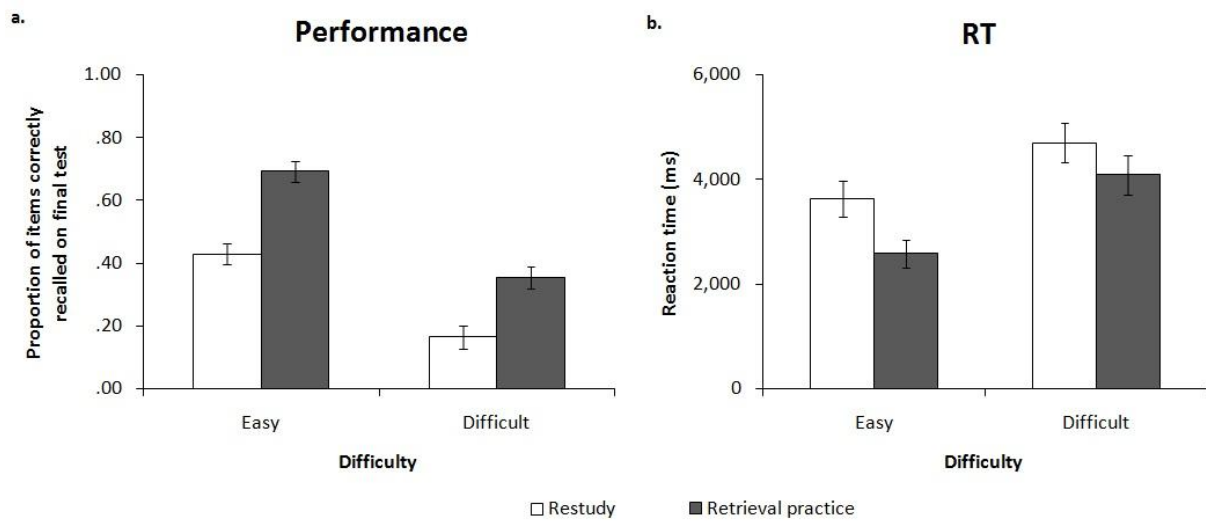 a.
Performance
Proportion of items correctly
recalled on final test
1.00
.80
.60
.40
.20
.00
Easy
Difficult
Difficulty
b.
RT
Reaction time (ms)
6,000
4,000
2,000
0
Easy
Difficult
Difficulty
Restudy
Retrieval practice